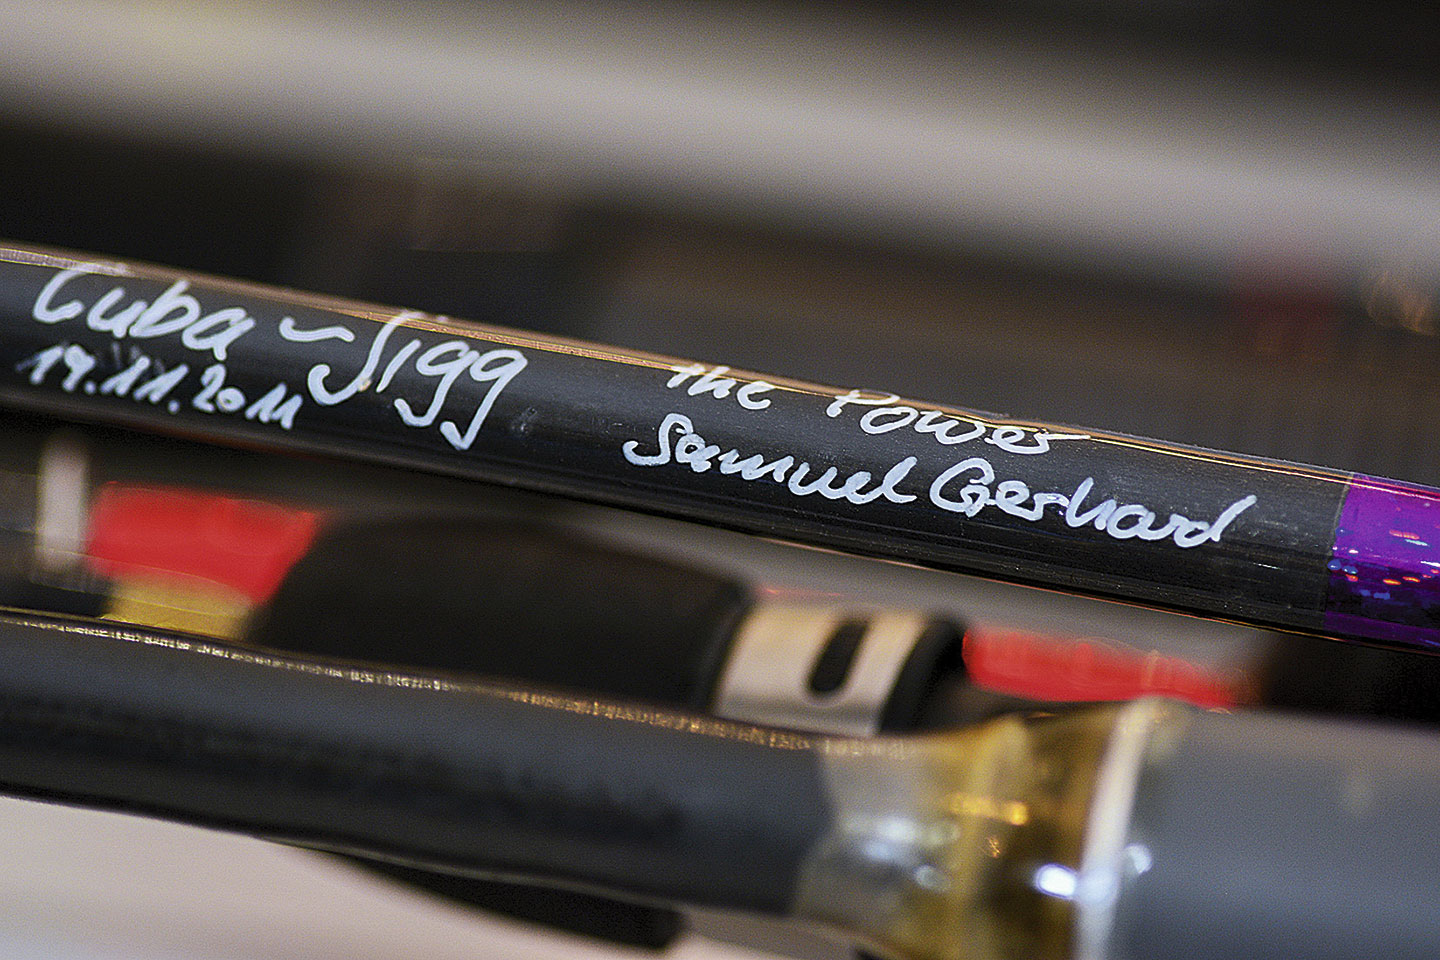 Cuba ~ Jigg
19.11.2011
the Power
Samuel Gerhard